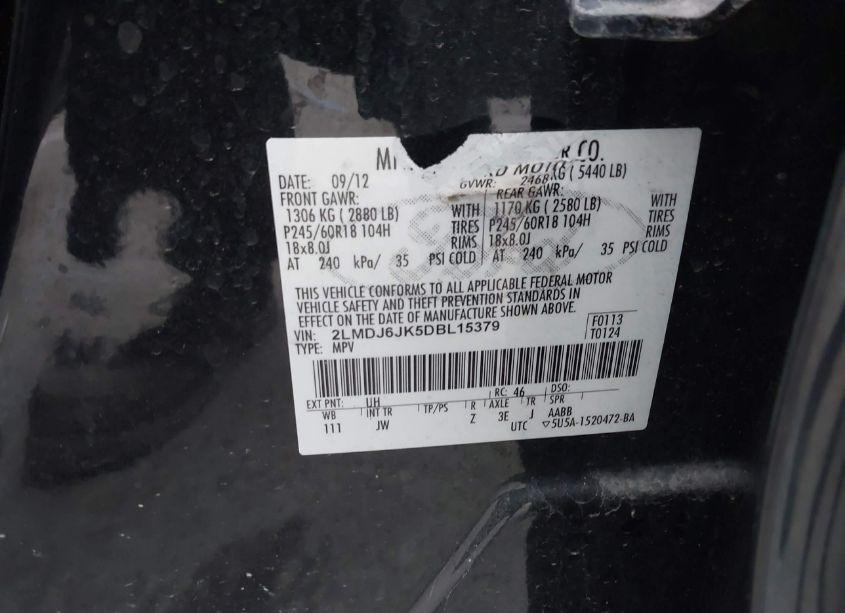 R CO.
RD MOTO
DATE: 09/12
GVWR: 2468 KG ( 5440 LB)
FRONT GAWR: REAR GAWR:
1306 KG ( 2880 LB) WITH 1170 KG ( 2580 LB) WITH
P245/60R18 104H TIRES P245/60R18 104H TIRES
18x8.0J RIMS 18x8.0J RIMS
AT 240 kPa/ 35 PSI COLD AT 240 kPa/ 35 PSI COLD
THIS VEHICLE CONFORMS TO ALL APPLICABLE FEDERAL MOTOR
VEHICLE SAFETY AND THEFT PREVENTION STANDARDS IN
EFFECT ON THE DATE OF MANUFACTURE SHOWN ABOVE.
VIN: 2LMDJ6JK5DBL15379 F0113
TYPE: MPV T0124
EXT PNT: UH RC: 46 DSO:
WB INT TR TP/PS R AXLE TR SPR
111 JW Z 3E J AABB
UTC ▽5U5A-1520472-BA